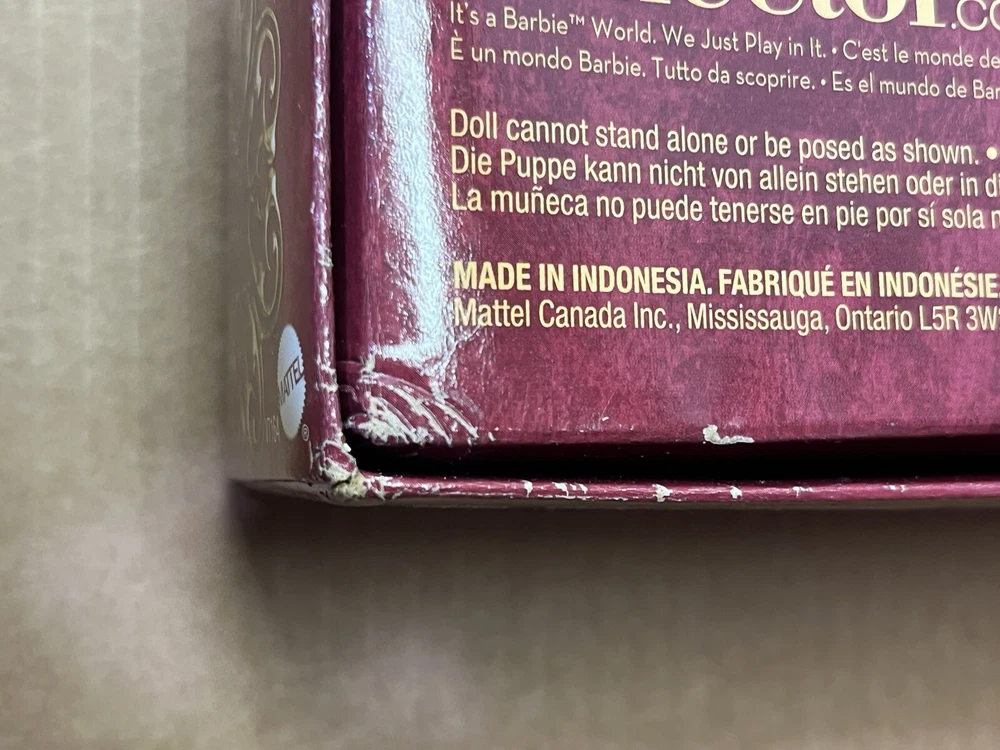 It's a Barbie™ World. We Just Play in It. • C'est le monde de
È un mondo Barbie. Tutto da scoprire. • Es el mundo de Bar
Doll cannot stand alone or be posed as shown. •
Die Puppe kann nicht von allein stehen oder in di
La muñeca no puede tenerse en pie por sí sola n
MADE IN INDONESIA. FABRIQUÉ EN INDONÉSIE.
Mattel Canada Inc., Mississauga, Ontario L5R 3W
MATTEL
®